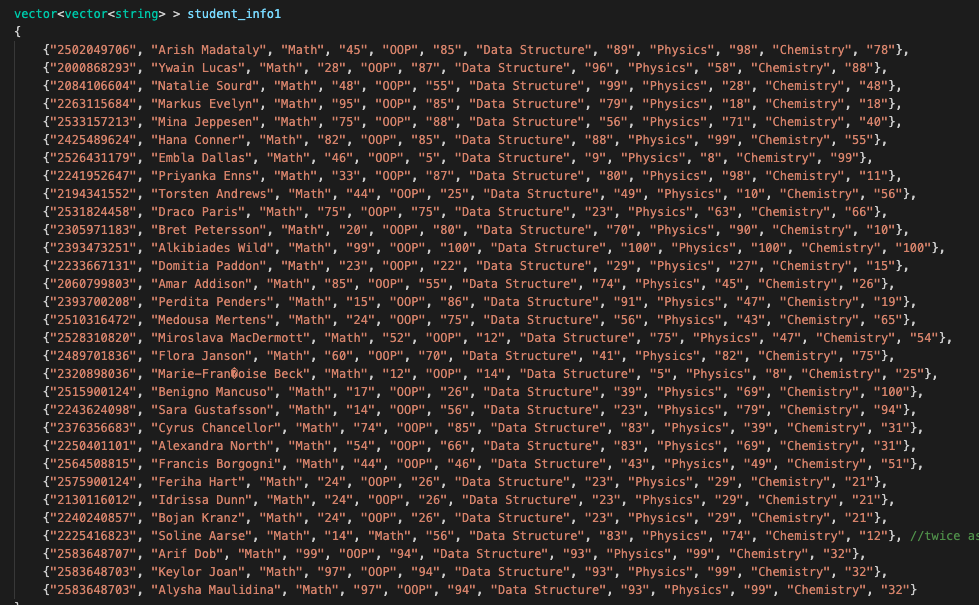 vector<vector<string> > student_info1
{
{"2502049706", "Arish Madataly", "Math", "45", "OOP", "85", "Data Structure", "89", "Physics", "98", "Chemistry", "78"},
{"2000868293", "Ywain Lucas", "Math", "28", "OOP", "87", "Data Structure", "96", "Physics", "58", "Chemistry", "88"},
{"2084106604", "Natalie Sourd", "Math", "48", "OOP", "55", "Data Structure", "99", "Physics", "28", "Chemistry", "48"},
{"2263115684", "Markus Evelyn", "Math", "95", "OOP", "85", "Data Structure", "79", "Physics", "18", "Chemistry", "18"},
{"2533157213", "Mina Jeppesen", "Math", "75", "OOP", "88", "Data Structure", "56", "Physics", "71", "Chemistry", "40"},
{"2425489624", "Hana Conner", "Math", "82", "OOP", "85", "Data Structure", "88", "Physics", "99", "Chemistry", "55"},
{"2526431179", "Embla Dallas", "Math", "46", "OOP", "5", "Data Structure", "9", "Physics", "8", "Chemistry", "99"},
{"2241952647", "Priyanka Enns", "Math", "33", "OOP", "87", "Data Structure", "80", "Physics", "98", "Chemistry", "11"},
{"2194341552", "Torsten Andrews", "Math", "44", "OOP", "25", "Data Structure", "49", "Physics", "10", "Chemistry", "56"},
{"2531824458", "Draco Paris", "Math", "75", "OOP", "75", "Data Structure", "23", "Physics", "63", "Chemistry", "66"},
{"2305971183", "Bret Petersson", "Math", "20", "OOP", "80", "Data Structure", "70", "Physics", "90", "Chemistry", "10"},
{"2393473251", "Alkibiades Wild", "Math", "99", "OOP", "100", "Data Structure", "100", "Physics", "100", "Chemistry", "100"},
{"2233667131", "Domitia Paddon", "Math", "23", "OOP", "22", "Data Structure", "29", "Physics", "27", "Chemistry", "15"},
{"2060799803", "Amar Addison", "Math", "85", "OOP", "55", "Data Structure", "74", "Physics", "45", "Chemistry", "26"},
{"2393700208", "Perdita Penders", "Math", "15", "OOP", "86", "Data Structure", "91", "Physics", "47", "Chemistry", "19"},
{"2510316472", "Medousa Mertens", "Math", "24", "OOP", "75", "Data Structure", "56", "Physics", "43", "Chemistry", "65"},
{"2528310820", "Miroslava MacDermott", "Math", "52", "OOP", "12", "Data Structure", "75", "Physics", "47", "Chemistry", "54"},
{"2489701836", "Flora Janson", "Math", "60", "OOP", "70", "Data Structure", "41", "Physics", "82", "Chemistry", "75"},
{"2320898036", "Marie-Fran�oise Beck", "Math", "12", "OOP", "14", "Data Structure", "5", "Physics", "8", "Chemistry", "25"},
{"2515900124", "Benigno Mancuso", "Math", "17", "OOP", "26", "Data Structure", "39", "Physics", "69", "Chemistry", "100"},
{"2243624098", "Sara Gustafsson", "Math", "14", "OOP", "56", "Data Structure", "23", "Physics", "79", "Chemistry", "94"},
{"2376356683", "Cyrus Chancellor", "Math", "74", "OOP", "85", "Data Structure", "83", "Physics", "39", "Chemistry", "31"},
{"2250401101", "Alexandra North", "Math", "54", "OOP", "66", "Data Structure", "83", "Physics", "69", "Chemistry", "31"},
{"2564508815", "Francis Borgogni", "Math", "44", "OOP", "46", "Data Structure", "43", "Physics", "49", "Chemistry", "51"},
{"2575900124", "Feriha Hart", "Math", "24", "OOP", "26", "Data Structure", "23", "Physics", "29", "Chemistry", "21"},
{"2130116012", "Idrissa Dunn", "Math", "24", "OOP", "26", "Data Structure", "23", "Physics", "29", "Chemistry", "21"},
{"2240240857", "Bojan Kranz", "Math", "24", "OOP", "26", "Data Structure", "23", "Physics", "29", "Chemistry", "21"},
{"2225416823", "Soline Aarse", "Math", "14", "Math", "56", "Data Structure", "83", "Physics", "74", "Chemistry", "12"}, //twice as
{"2583648707", "Arif Dob", "Math", "99", "OOP", "94", "Data Structure", "93", "Physics", "99", "Chemistry", "32"},
{"2583648703", "Keylor Joan", "Math", "97", "OOP", "94", "Data Structure", "93", "Physics", "99", "Chemistry", "32"},
{"2583648703", "Alysha Maulidina", "Math", "97", "OOP", "94", "Data Structure", "93", "Physics", "99", "Chemistry", "32"}